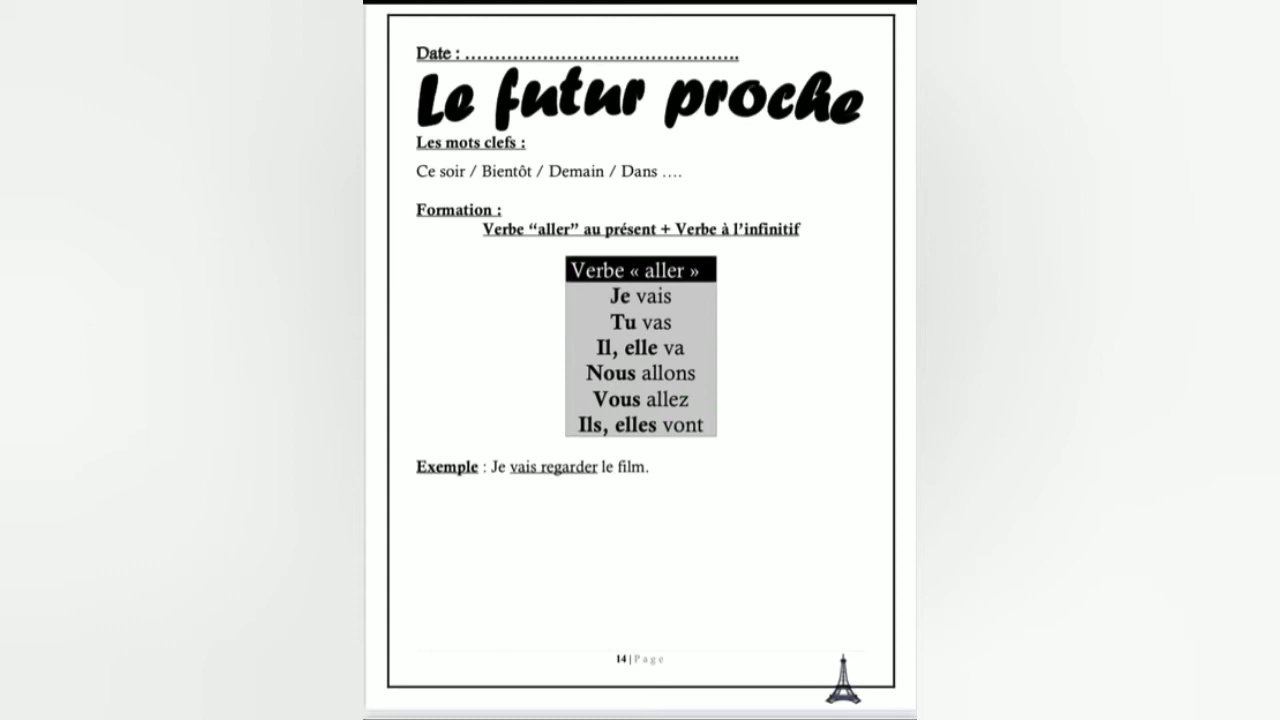 Date : ……………………………………….
Le futur proche
Les mots clefs :
Ce soir / Bientôt / Demain / Dans ….
Formation :
Verbe “aller” au présent + Verbe à l’infinitif
Verbe « aller »
Je vais
Tu vas
Il, elle va
Nous allons
Vous allez
Ils, elles vont
Exemple : Je vais regarder le film.
14 | Page